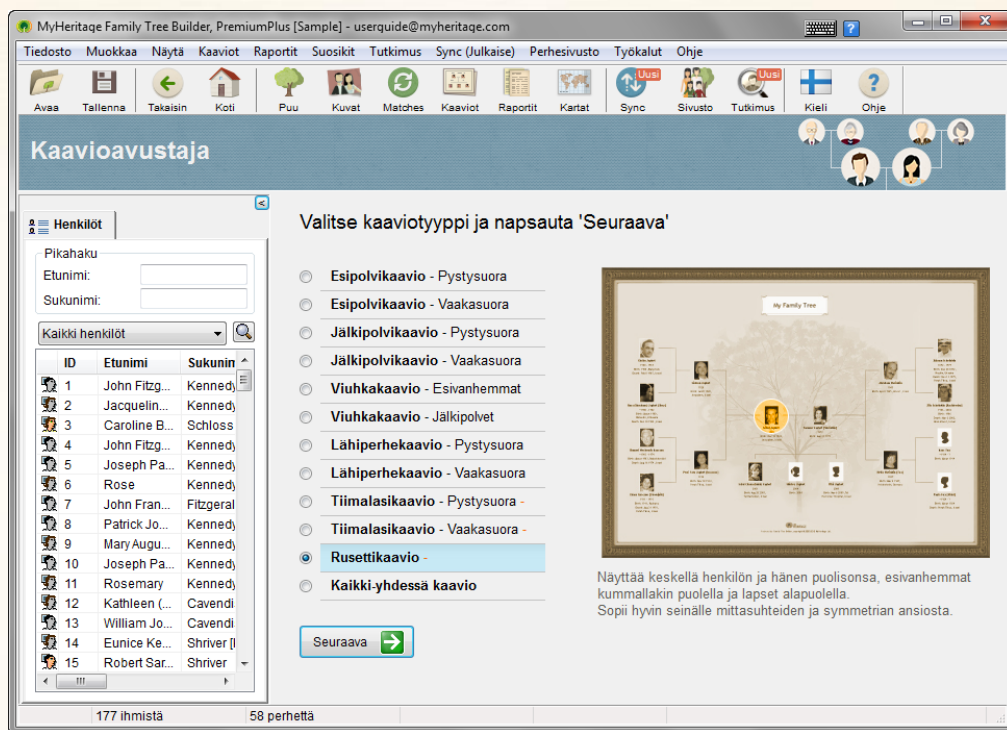 MyHeritage Family Tree Builder, PremiumPlus [Sample] - userguide@myheritage.com
Tiedosto Muokkaa Näytä Kaaviot Raportit Suosikit Tutkimus Sync (Julkaise) Perhesivusto Työkalut Ohje
Uusi Uusi
Avaa Tallenna Takaisin Koti Puu Kuvat Matches Kaaviot Raportit Kartat Sync Sivusto Tutkimus Kieli Ohje
Kaavioavustaja
Henkilöt
Pikahaku
Etunimi:
Sukunimi:
Kaikki henkilöt
ID Etunimi Sukunim
1 John Fitzg... Kennedy
2 Jacquelin... Kennedy
3 Caroline B... Schloss
4 John Fitzg... Kennedy
5 Joseph Pa... Kennedy
6 Rose Kennedy
7 John Fran... Fitzgeral
8 Patrick Jo... Kennedy
9 Mary Augu... Kennedy
10 Joseph Pa... Kennedy
11 Rosemary Kennedy
12 Kathleen (... Cavendi
13 William Jo... Cavendi
14 Eunice Ke... Shriver [
15 Robert Sar... Shriver
Valitse kaaviotyyppi ja napsauta 'Seuraava'
Esipolvikaavio - Pystysuora
Esipolvikaavio - Vaakasuora
Jälkipolvikaavio - Pystysuora
Jälkipolvikaavio - Vaakasuora
Viuhkakaavio - Esivanhemmat
Viuhkakaavio - Jälkipolvet
Lähiperhekaavio - Pystysuora
Lähiperhekaavio - Vaakasuora
Tiimalasikaavio - Pystysuora -
Tiimalasikaavio - Vaakasuora -
Rusettikaavio -
Kaikki-yhdessä kaavio
Seuraava
My Family Tree
Näyttää keskellä henkilön ja hänen puolisonsa, esivanhemmat
kummallakin puolella ja lapset alapuolella.
Sopii hyvin seinälle mittasuhteiden ja symmetrian ansiosta.
177 ihmistä 58 perhettä